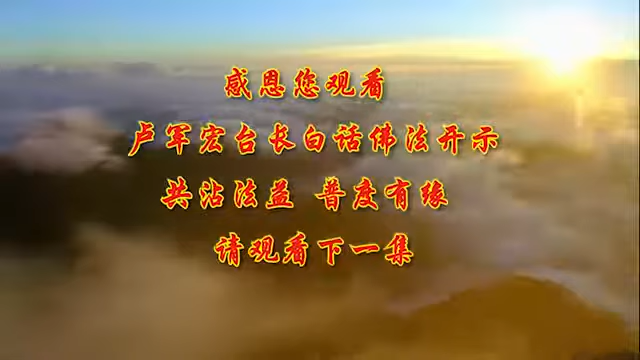 感恩您观看
卢军宏台长白话佛法开示
共沾法益 普度有缘
请观看下一集